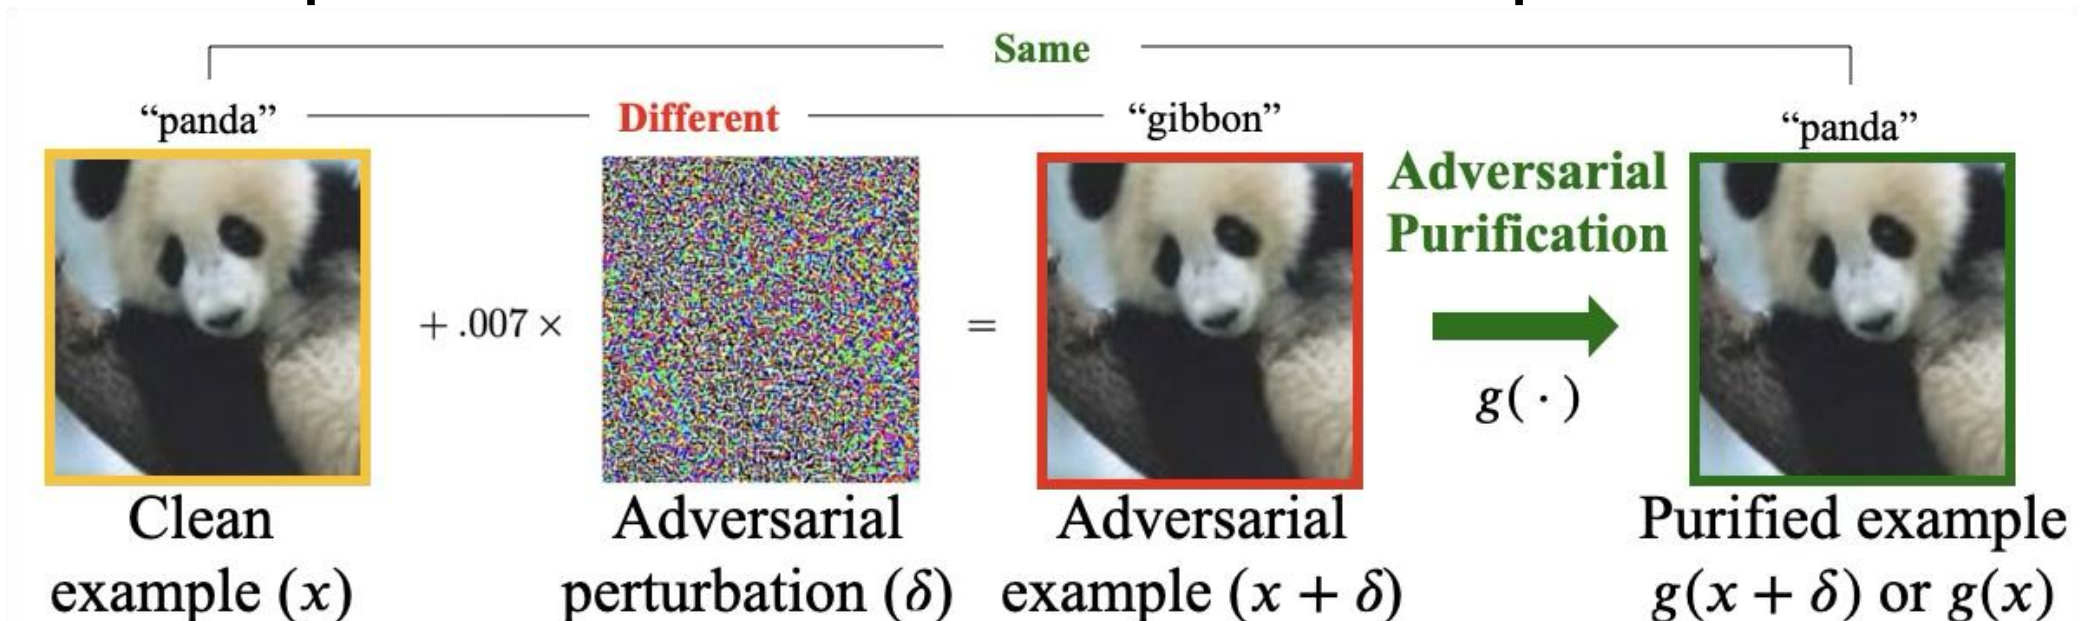 Same
“panda” Different “gibbon” “panda”
Adversarial
Purification
+ .007 ×
=
g( · )
Clean
example (x)
Adversarial
perturbation (δ)
Adversarial
example (x + δ)
Purified example
g(x + δ) or g(x)